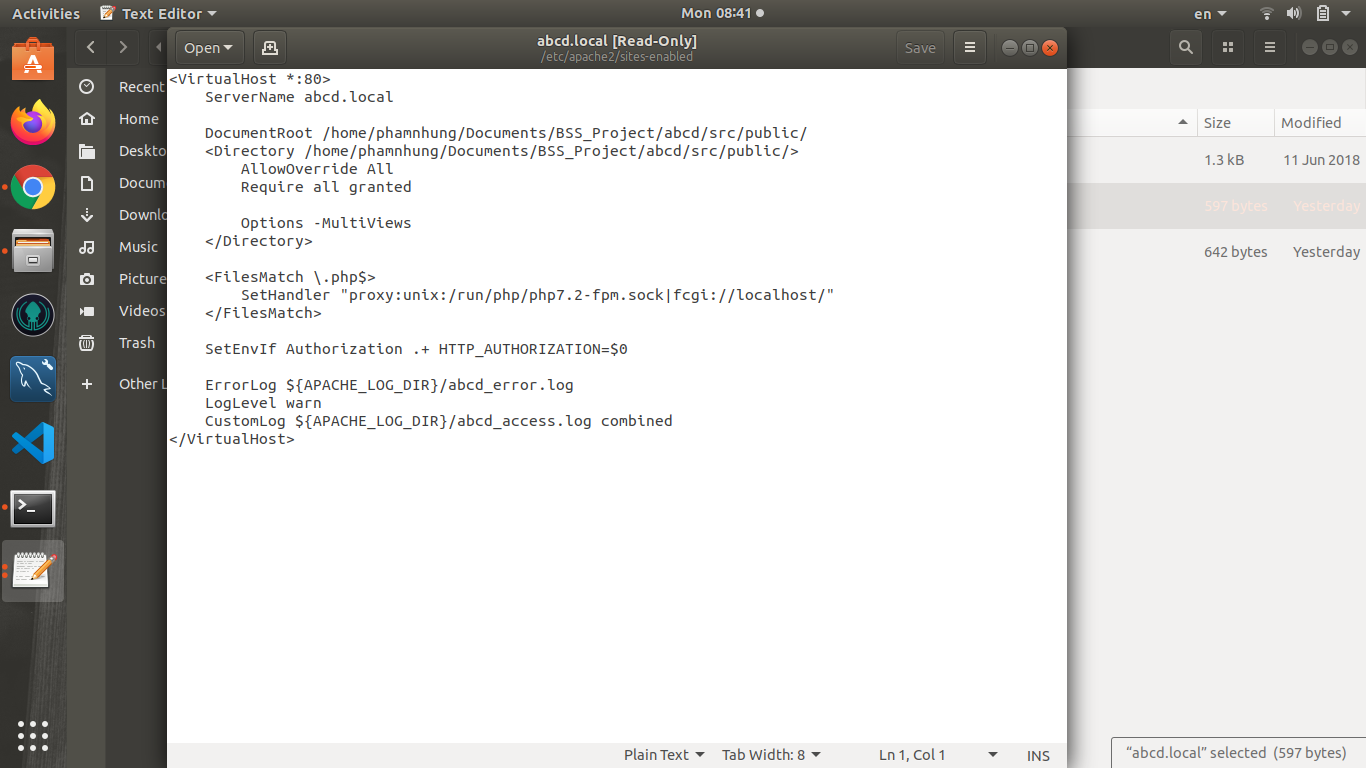 Activities
Text Editor
Mon 08:41
en
Open
abcd.local [Read-Only]
/etc/apache2/sites-enabled
Save
Recent
Home
Deskto
Docum
Downlo
Music
Picture
Videos
Trash
Other L
<VirtualHost *:80>
    ServerName abcd.local

    DocumentRoot /home/phamnhung/Documents/BSS_Project/abcd/src/public/
    <Directory /home/phamnhung/Documents/BSS_Project/abcd/src/public/>
        AllowOverride All
        Require all granted

        Options -MultiViews
    </Directory>

    <FilesMatch \.php$>
        SetHandler "proxy:unix:/run/php/php7.2-fpm.sock|fcgi://localhost/"
    </FilesMatch>

    SetEnvIf Authorization .+ HTTP_AUTHORIZATION=$0

    ErrorLog ${APACHE_LOG_DIR}/abcd_error.log
    LogLevel warn
    CustomLog ${APACHE_LOG_DIR}/abcd_access.log combined
</VirtualHost>
Size Modified
1.3 kB 11 Jun 2018
597 bytes Yesterday
642 bytes Yesterday
Plain Text Tab Width: 8 Ln 1, Col 1 INS
“abcd.local” selected (597 bytes)